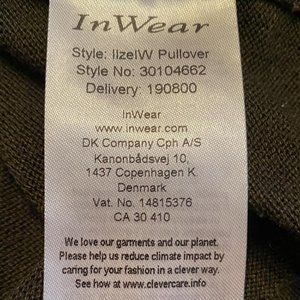 InWear
Style: IlzeIW Pullover
Style No: 30104662
Delivery: 190800
InWear
www.inwear.com
DK Company Cph A/S
Kanonbådsvej 10,
1437 Copenhagen K
Denmark
Vat. No. 14815376
CA 30 410
We love our garments and our planet.
Please help us reduce climate impact by
caring for your fashion in a clever way.
See how at www.clevercare.info